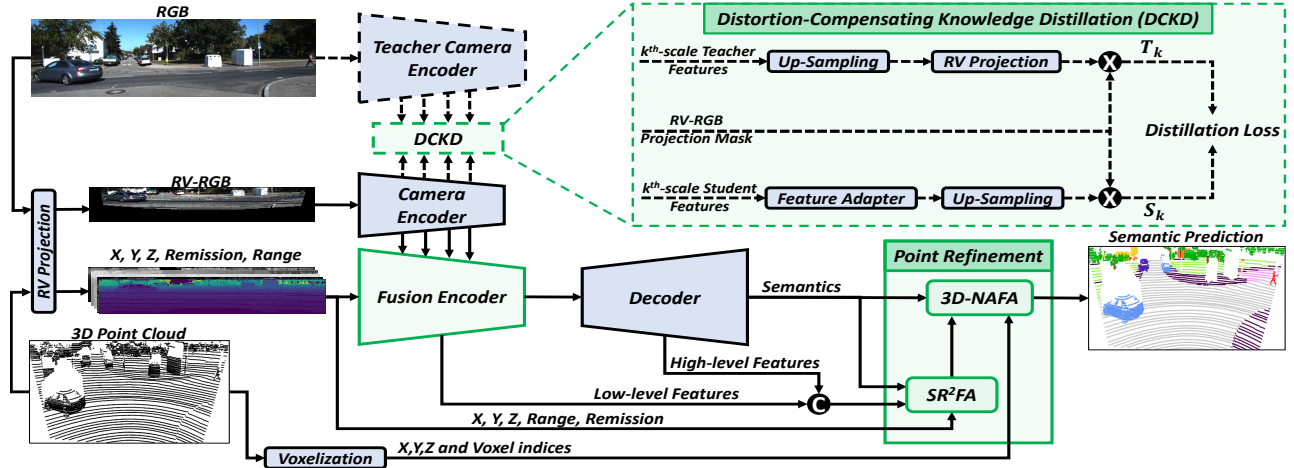 RGB
Teacher Camera
Encoder
DCKD
Distortion-Compensating Knowledge Distillation (DCKD)
kth-scale Teacher
Features
Up-Sampling
RV Projection
X
Tk
RV-RGB
Projection Mask
Distillation Loss
kth-scale Student
Features
Feature Adapter
Up-Sampling
X
Sk
RV Projection
RV-RGB
Camera
Encoder
X, Y, Z, Remission, Range
Fusion Encoder
Decoder
Semantics
Point Refinement
3D-NAFA
SR²FA
Semantic Prediction
3D Point Cloud
High-level Features
Low-level Features
C
X, Y, Z, Range, Remission
X,Y,Z and Voxel indices
Voxelization